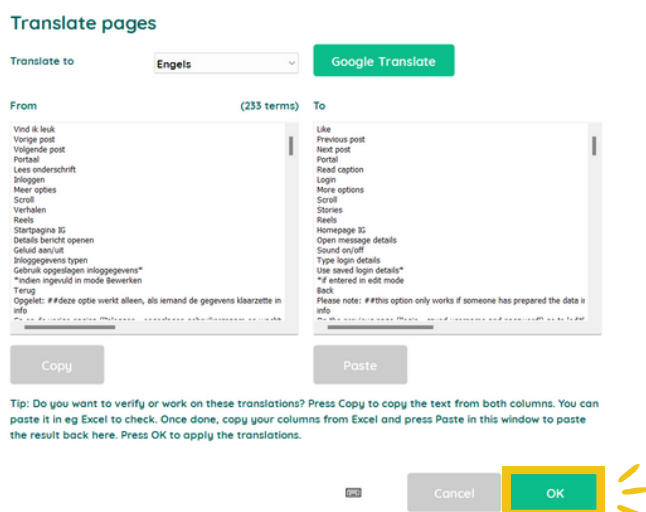 Translate pages
Translate to
Engels
Google Translate
From
(233 terms)
To
Vind ik leuk
Vorige post
Volgende post
Portaal
Lees onderschrift
Inloggen
Meer opties
Scroll
Verhalen
Reels
Startpagina IG
Details bericht openen
Geluid aan/uit
Inloggegevens typen
Gebruik opgeslagen inloggegevens*
*indien ingevuld in mode Bewerken
Terug
Opgelet: ##deze optie werkt alleen, als iemand de gegevens klaarzette in
info
Like
Previous post
Next post
Portal
Read caption
Login
More options
Scroll
Stories
Reels
Homepage IG
Open message details
Sound on/off
Type login details
Use saved login details*
*if entered in edit mode
Back
Please note: ##this option only works if someone has prepared the data
info
Copy
Paste
Tip: Do you want to verify or work on these translations? Press Copy to copy the text from both columns. You can
paste it in eg Excel to check. Once done, copy your columns from Excel and press Paste in this window to paste
the result back here. Press OK to apply the translations.
Cancel
OK